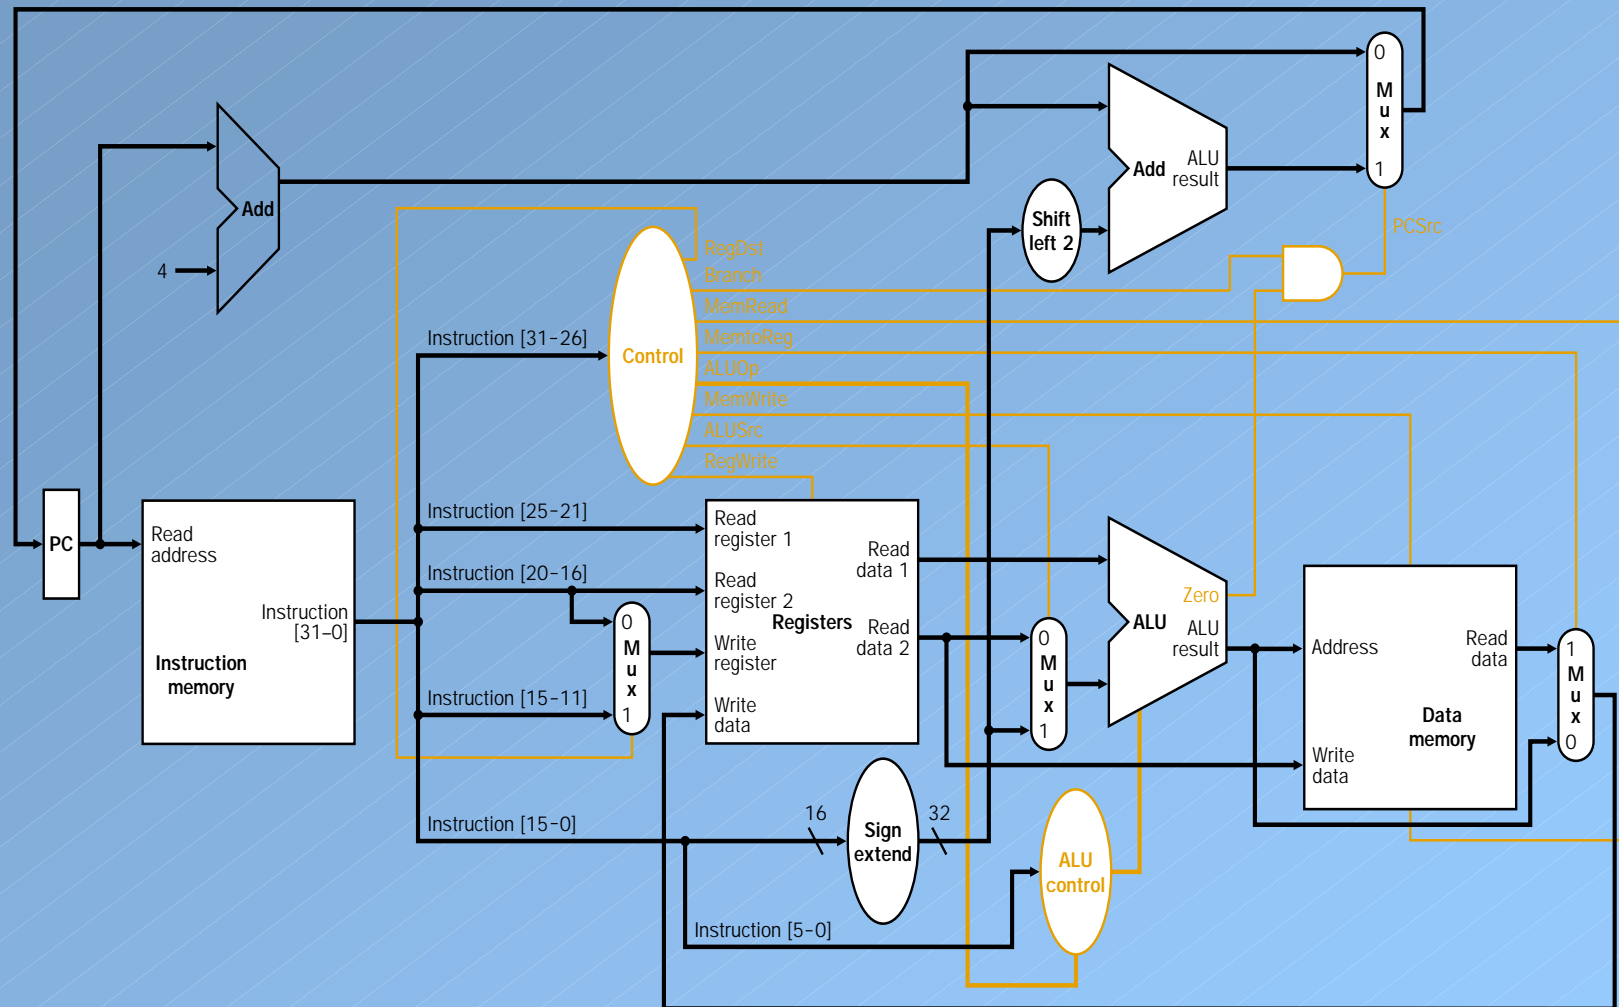 0
M
u
x
1
Add
ALU
result
Add
Shift
left 2
PCSrc
4
RegDst
Branch
MemRead
MemtoReg
ALUOp
MemWrite
ALUSrc
RegWrite
Control
Instruction [31-26]
Instruction [25-21]
Instruction [20-16]
Instruction [15-11]
Instruction [15-0]
Instruction [5-0]
PC
Read
address
Instruction
[31-0]
Instruction
memory
0
M
u
x
1
Read
register 1
Read
register 2
Write
register
Write
data
Registers
Read
data 1
Read
data 2
0
M
u
x
1
Zero
ALU
ALU
result
Address
Write
data
Read
data
Data
memory
1
M
u
x
0
16
Sign
extend
32
ALU
control